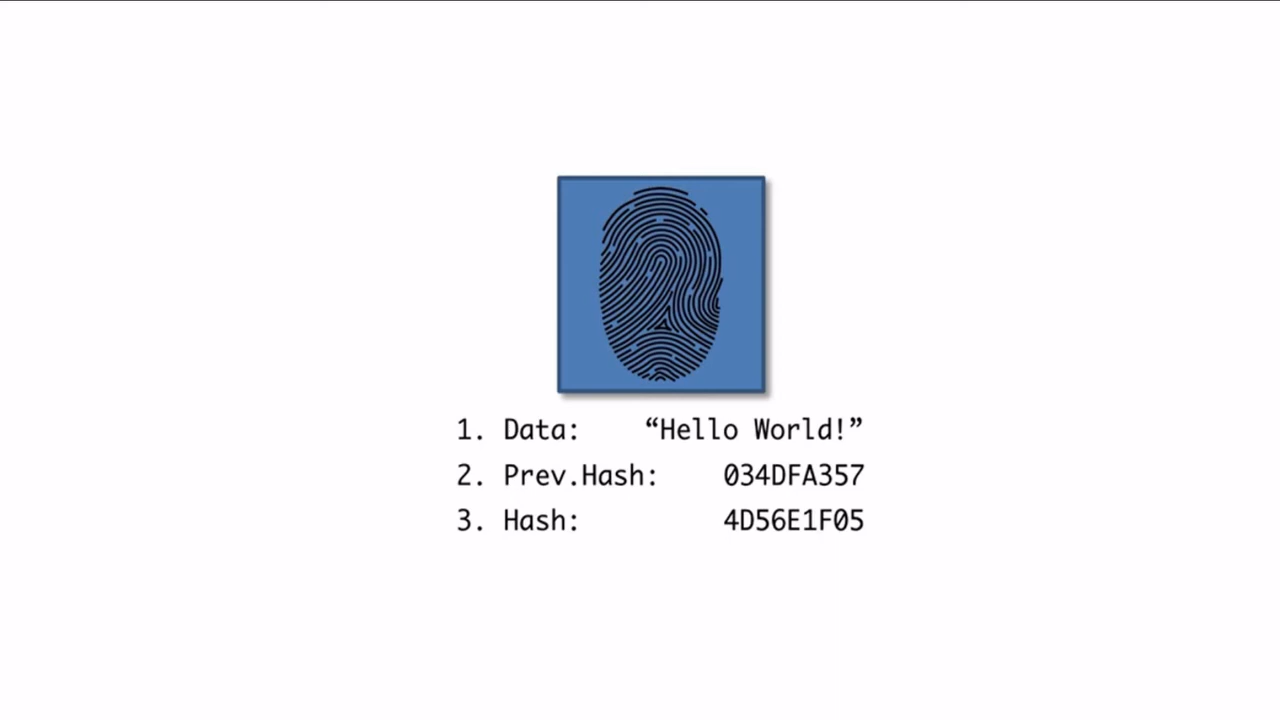 1. Data: “Hello World!”
2. Prev.Hash: 034DFA357
3. Hash: 4D56E1F05